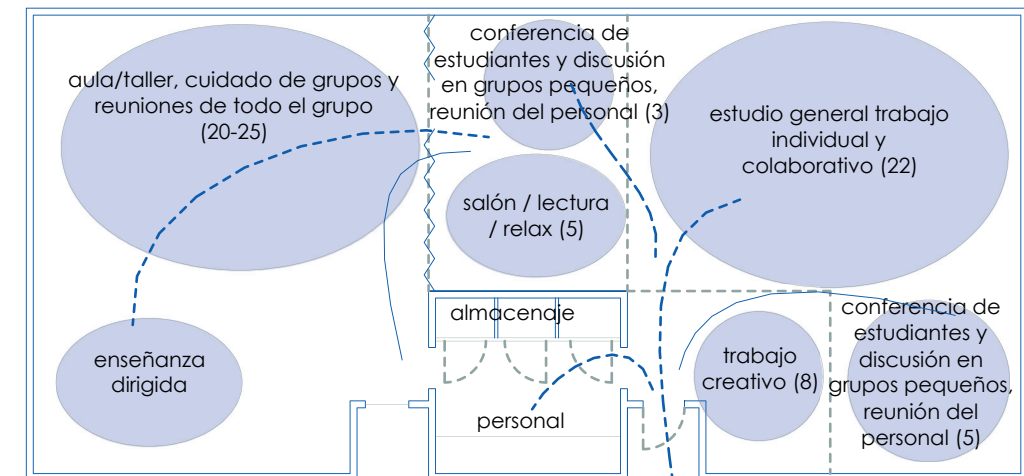 aula/taller, cuidado de grupos y
reuniones de todo el grupo
(20-25)
conferencia de
estudiantes y discusión
en grupos pequeños,
reunión del personal (3)
estudio general trabajo
individual y
colaborativo (22)
salón / lectura
/ relax (5)
almacenaje
enseñanza
dirigida
personal
trabajo
creativo (8)
conferencia de
estudiantes y
discusión en
grupos pequeños,
reunión del
personal (5)